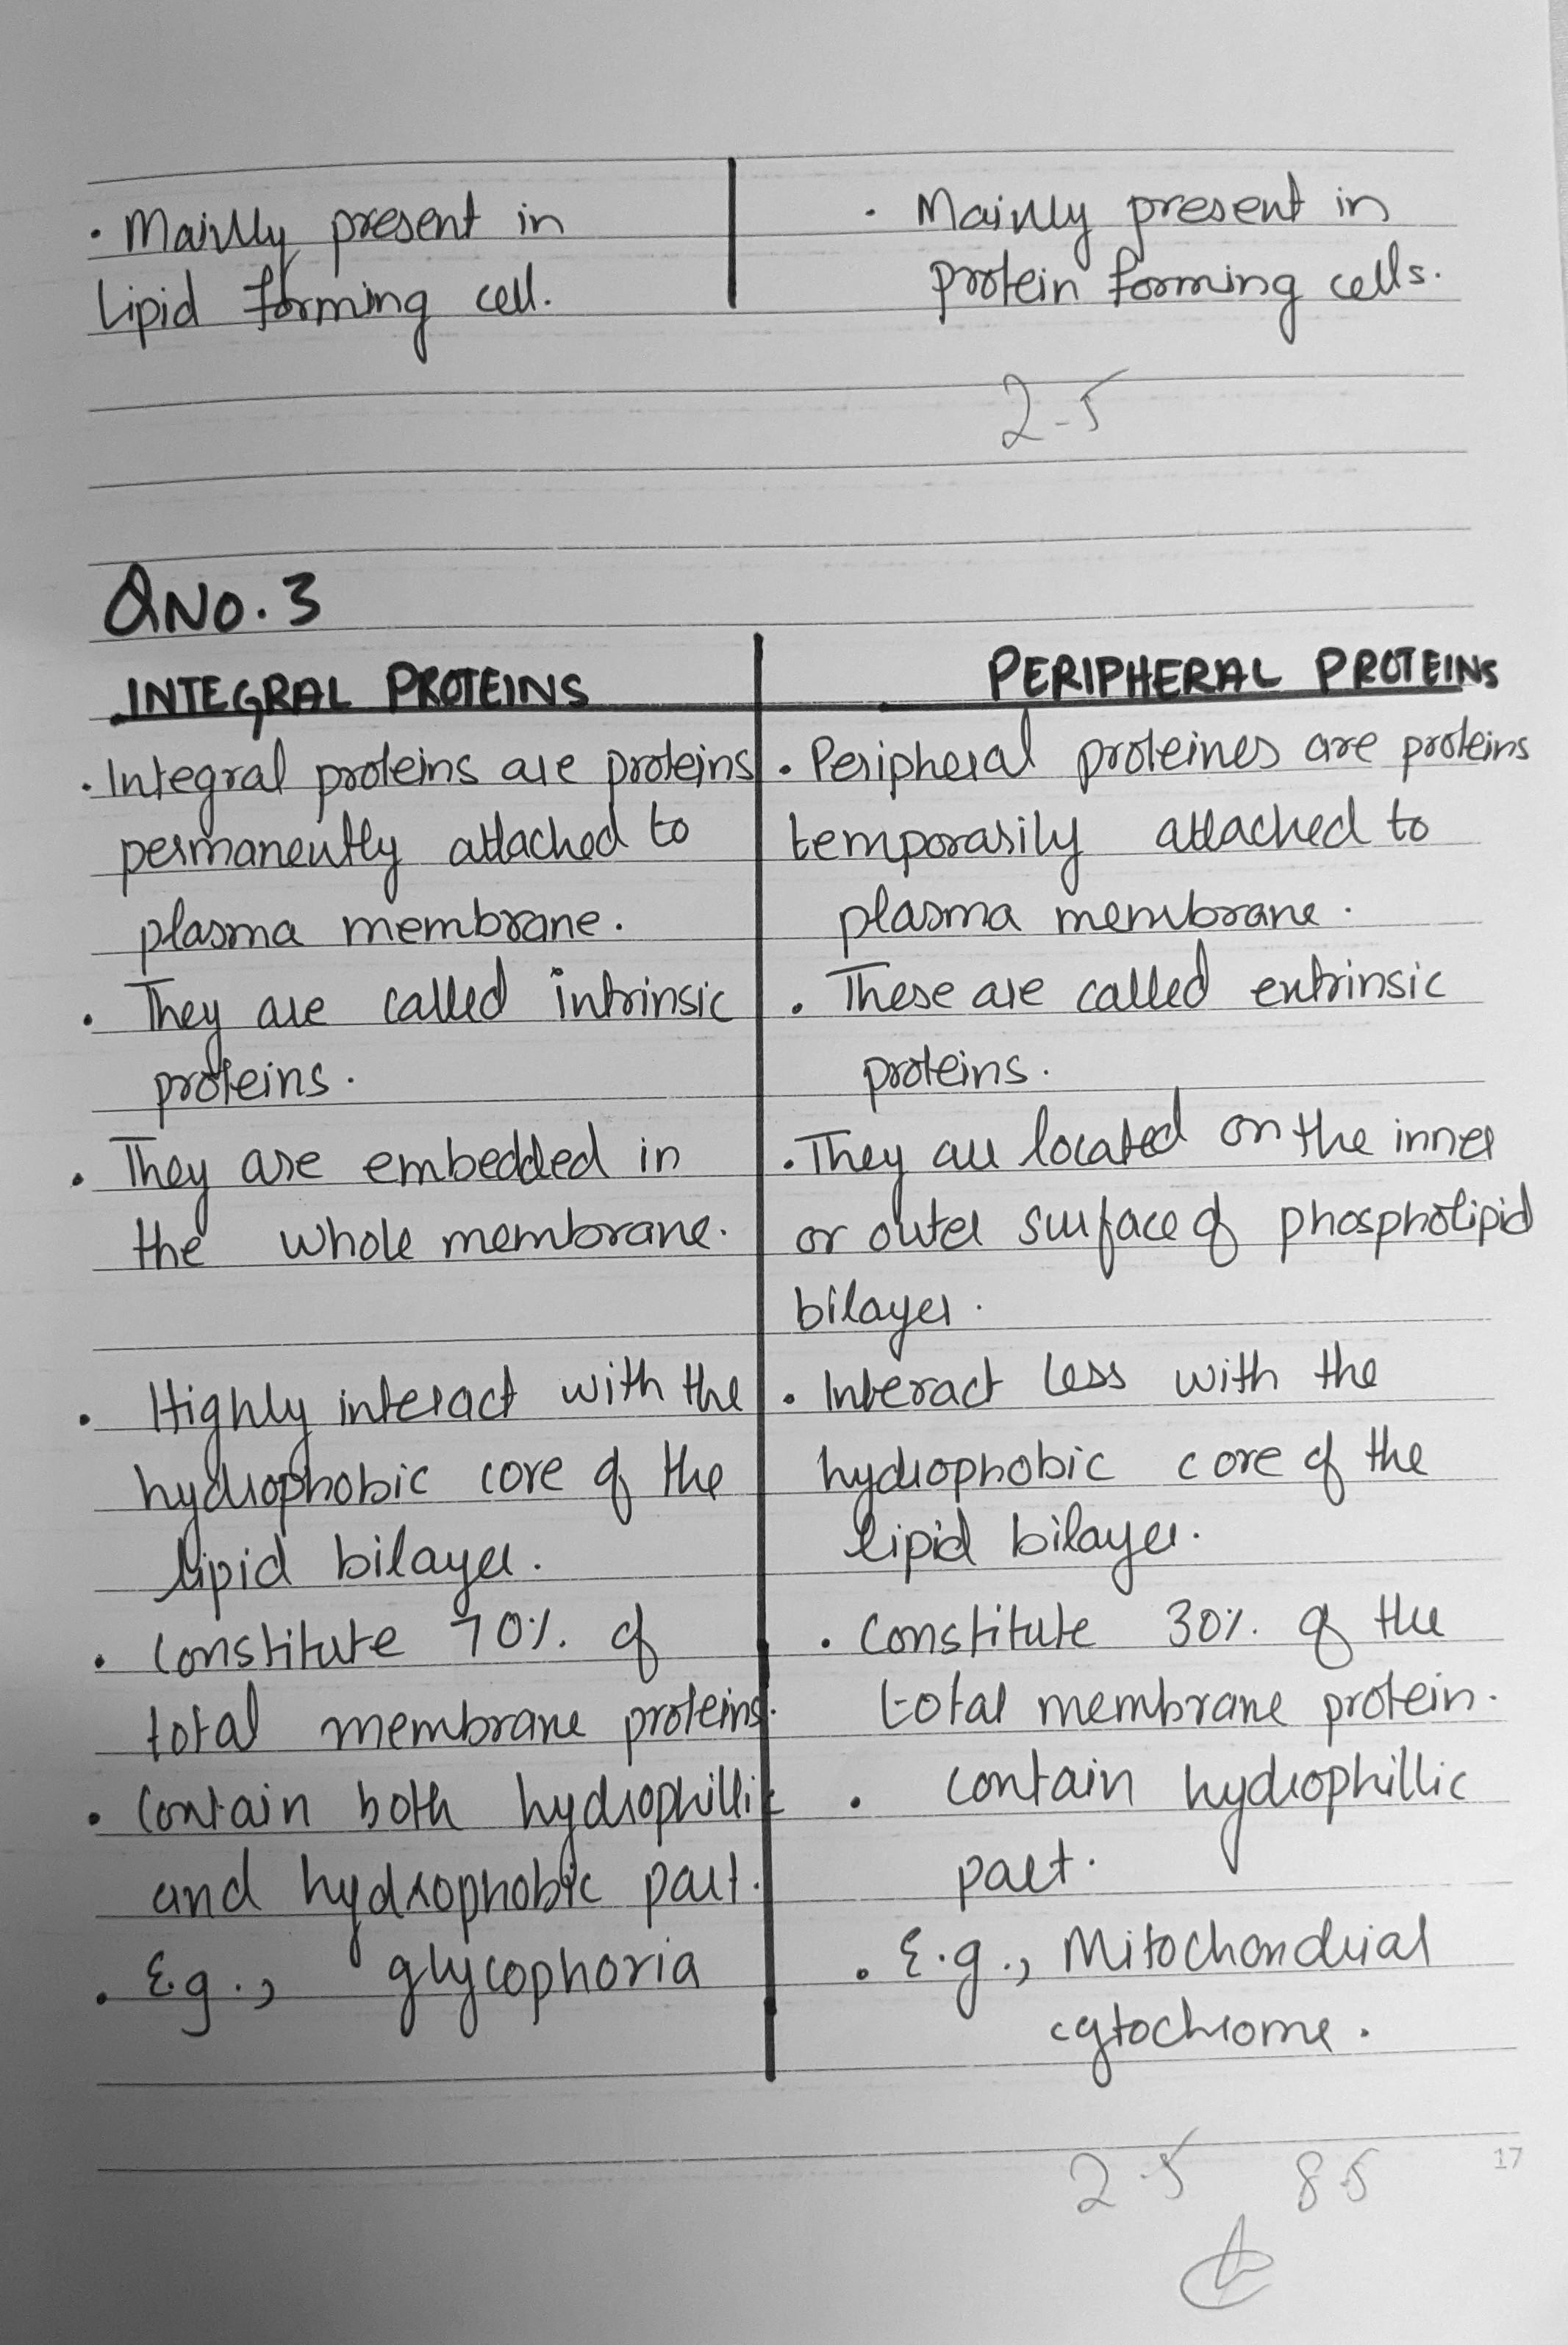 · Mainly present in
Lipid forming cell.
· Mainly present in
protein forming cells.
2.5
QNO.3
INTEGRAL PROTEINS
· Integral proteins are proteins
permanently attached to
plasma membrane.
· They are called intrinsic
proteins.
· They are embedded in
the whole membrane.
· Highly interact with the
hydrophobic core of the
lipid bilayer.
· Constitute 70% of
total membrane proteins.
· Contain both hydrophillic
and hydrophobic part.
· E.g., glycophoria
PERIPHERAL PROTEINS
· Peripheral proteines are proteins
temporarily attached to
plasma membrane.
· These are called extrinsic
proteins.
· They are located on the inner
or outer surface of phospholipid
bilayer.
· Interact less with the
hydrophobic core of the
lipid bilayer.
· Constitute 30% of the
total membrane protein.
· Contain hydrophillic
part.
· E.g., Mitochondrial
cytochrome.
2.5 8.5
17